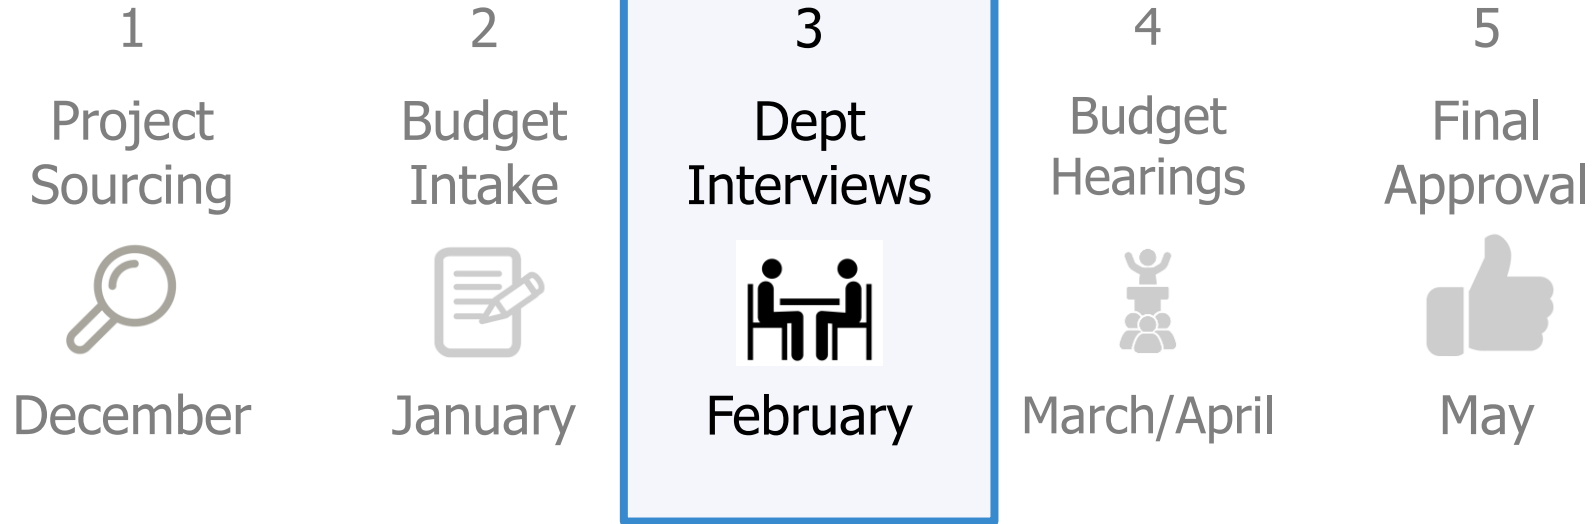 1
Project
Sourcing
December
2
Budget
Intake
January
3
Dept
Interviews
February
4
Budget
Hearings
March/April
5
Final
Approval
May